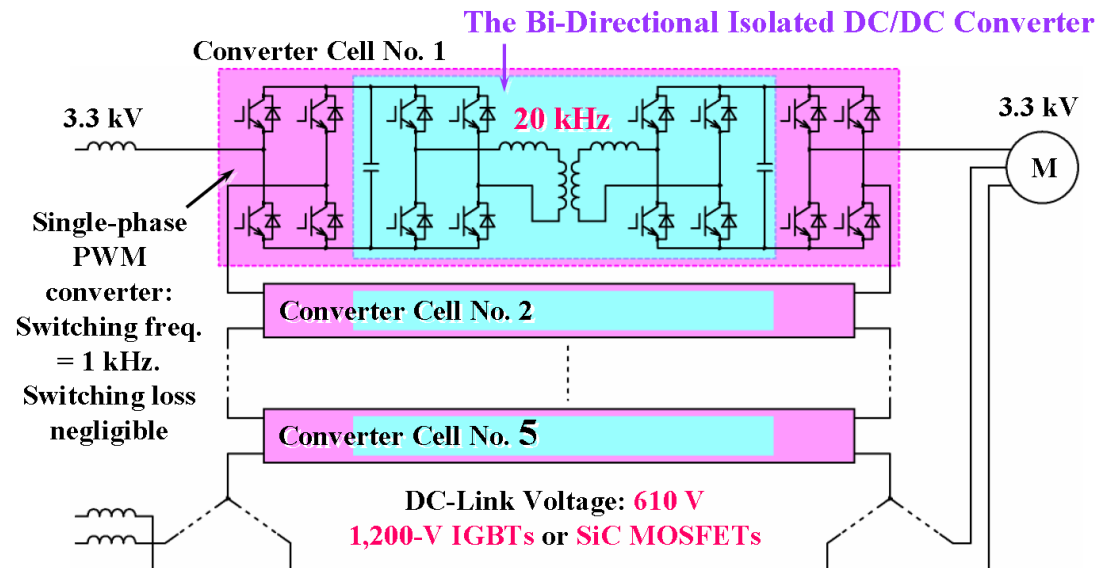 The Bi-Directional Isolated DC/DC Converter
Converter Cell No. 1
3.3 kV
20 kHz
3.3 kV
M
Single-phase
PWM
converter:
Switching freq.
= 1 kHz.
Switching loss
negligible
Converter Cell No. 2
Converter Cell No. 5
DC-Link Voltage: 610 V
1,200-V IGBTs or SiC MOSFETs